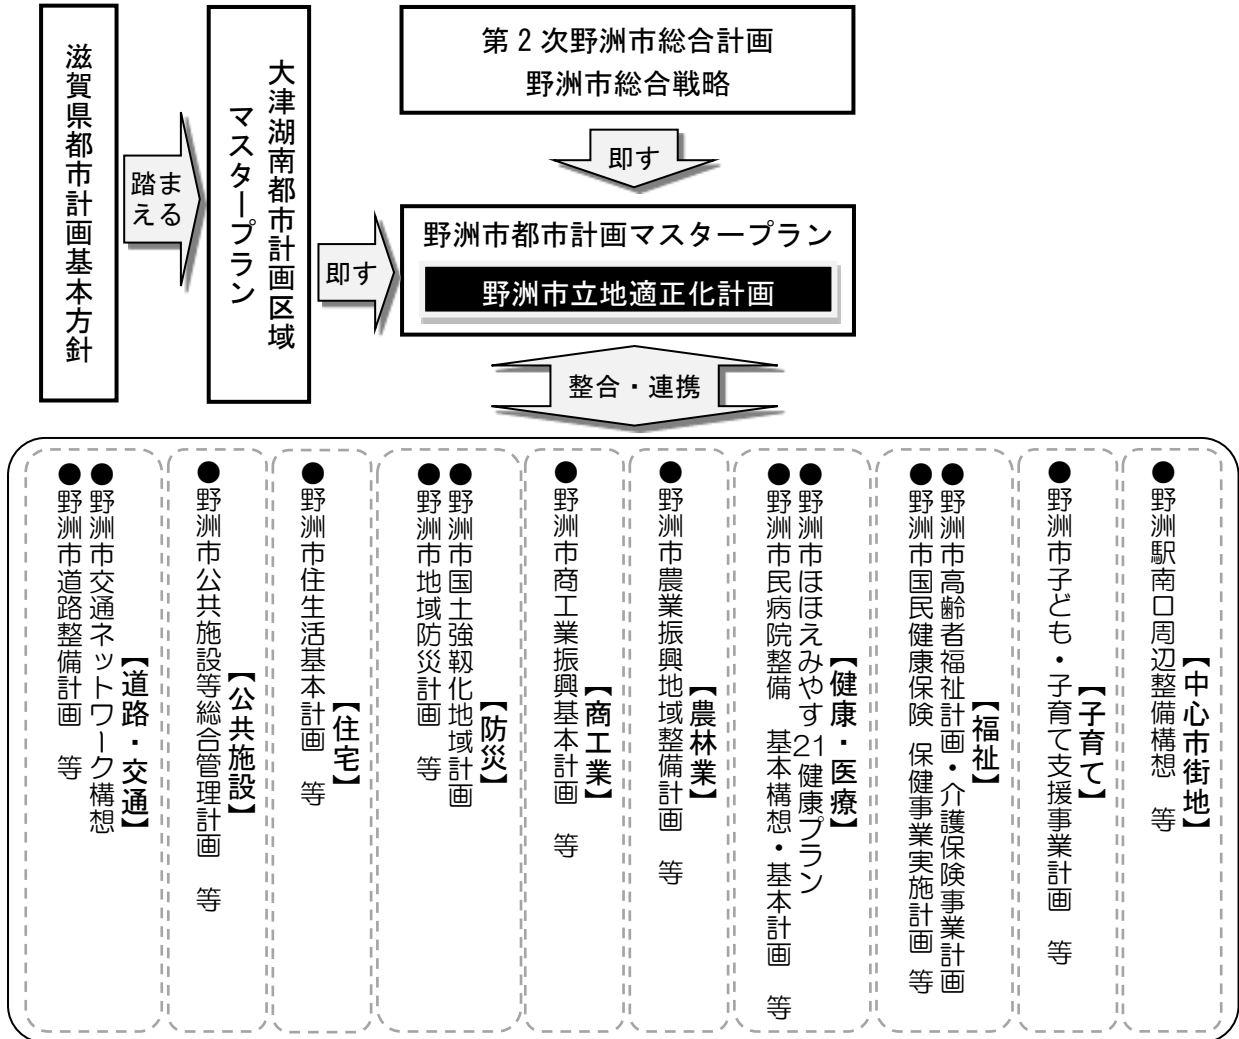 滋賀県都市計画基本方針
踏ま
える
大津湖南都市計画区域
マスタープラン
第2次野洲市総合計画
野洲市総合戦略
即す
即す
野洲市都市計画マスタープラン
野洲市立地適正化計画
整合・連携
【中心市街地】
●野洲駅南口周辺整備構想 等
【子育て】
●野洲市子ども・子育て支援事業計画 等
【福祉】
●野洲市高齢者福祉計画・介護保険事業計画
●野洲市国民健康保険 保健事業実施計画 等
【健康・医療】
●野洲市ほほえみやす21健康プラン
●野洲市民病院整備 基本構想・基本計画 等
【農林業】
●野洲市農業振興地域整備計画 等
【商工業】
●野洲市商工業振興基本計画 等
【防災】
●野洲市国土強靱化地域計画
●野洲市地域防災計画 等
【住宅】
●野洲市住生活基本計画 等
【公共施設】
●野洲市公共施設等総合管理計画 等
【道路・交通】
●野洲市交通ネットワーク構想
●野洲市道路整備計画 等